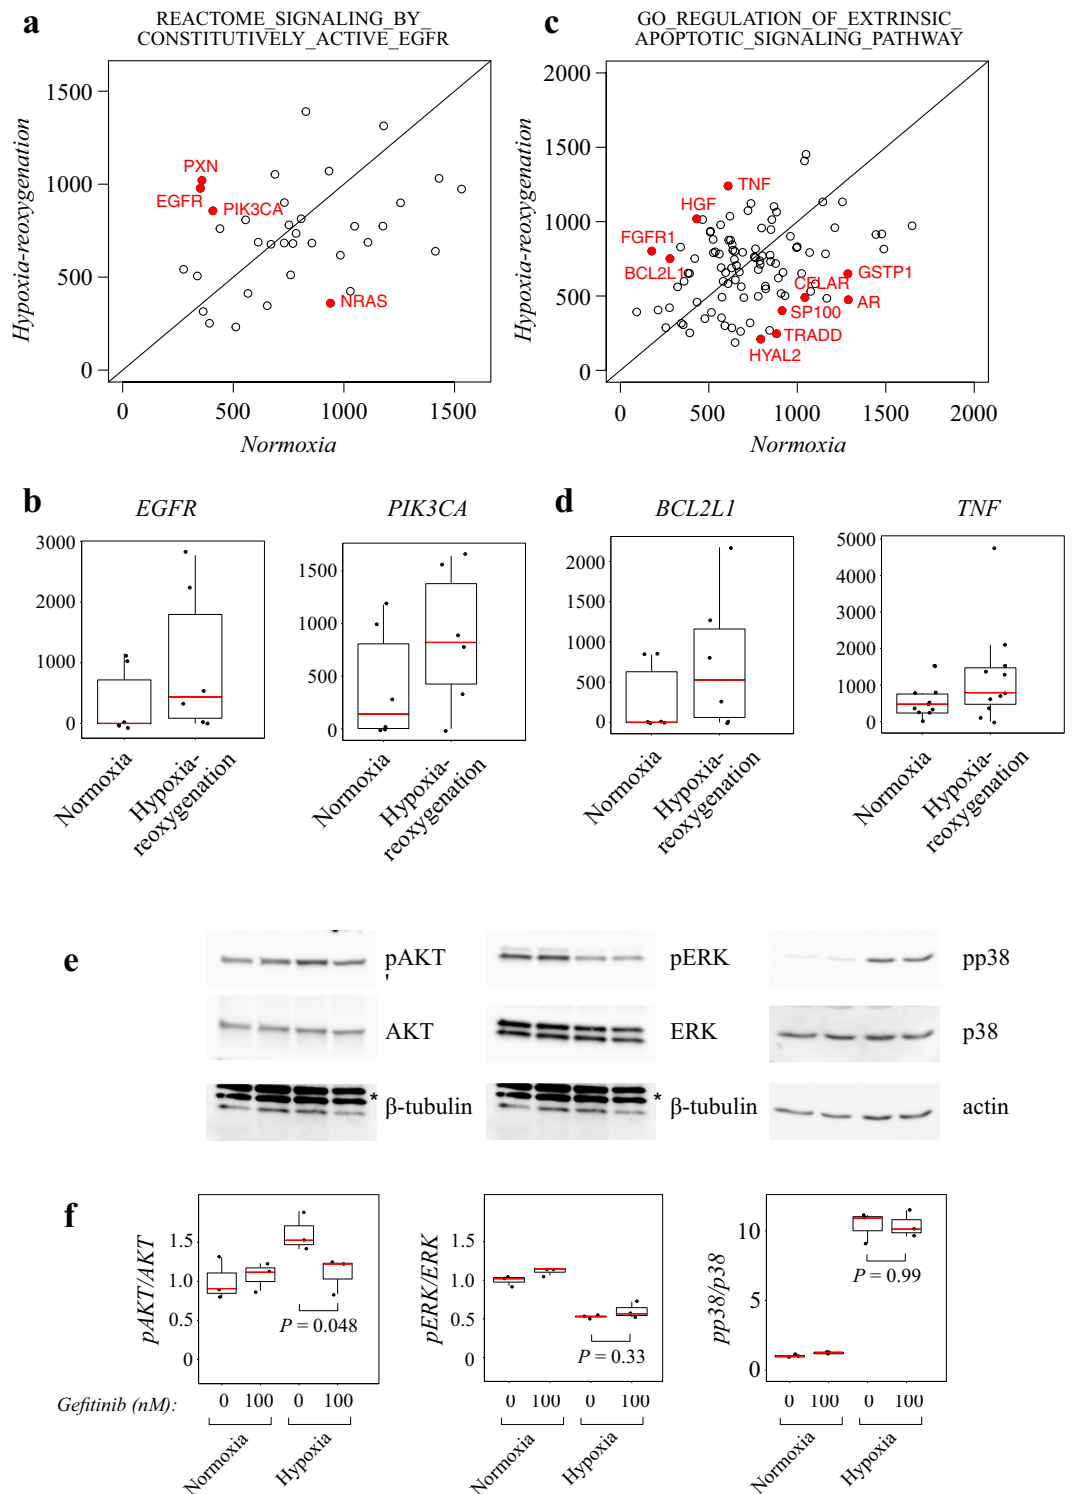 a
REACTOME_SIGNALING_BY_
CONSTITUTIVELY_ACTIVE_EGFR
Hypoxia-reoxygenation
1500
1000
500
0
PXN
EGFR
PIK3CA
NRAS
0 500 1000 1500
Normoxia
c
GO_REGULATION_OF_EXTRINSIC_
APOPTOTIC_SIGNALING_PATHWAY
Hypoxia-reoxygenation
2000
1500
1000
500
0
TNF
HGF
FGFR1
BCL2L1
GSTP1
CFLAR
AR
SP100
TRADD
HYAL2
0 500 1000 1500 2000
Normoxia
b
EGFR
3000
2000
1000
0
Normoxia
Hypoxia-
reoxygenation
PIK3CA
1500
1000
500
0
Normoxia
Hypoxia-
reoxygenation
d
BCL2L1
2000
1500
1000
500
0
Normoxia
Hypoxia-
reoxygenation
TNF
5000
4000
3000
2000
1000
0
Normoxia
Hypoxia-
reoxygenation
e
pAKT
AKT
* β-tubulin
pERK
ERK
* β-tubulin
pp38
p38
actin
f
pAKT/AKT
1.5
1.0
0.5
0
P = 0.048
pERK/ERK
1.5
1.0
0.5
0
P = 0.33
pp38/p38
10
5
0
P = 0.99
Gefitinib (nM): 0 100 0 100
Normoxia
Hypoxia
0 100 0 100
Normoxia
Hypoxia
0 100 0 100
Normoxia
Hypoxia